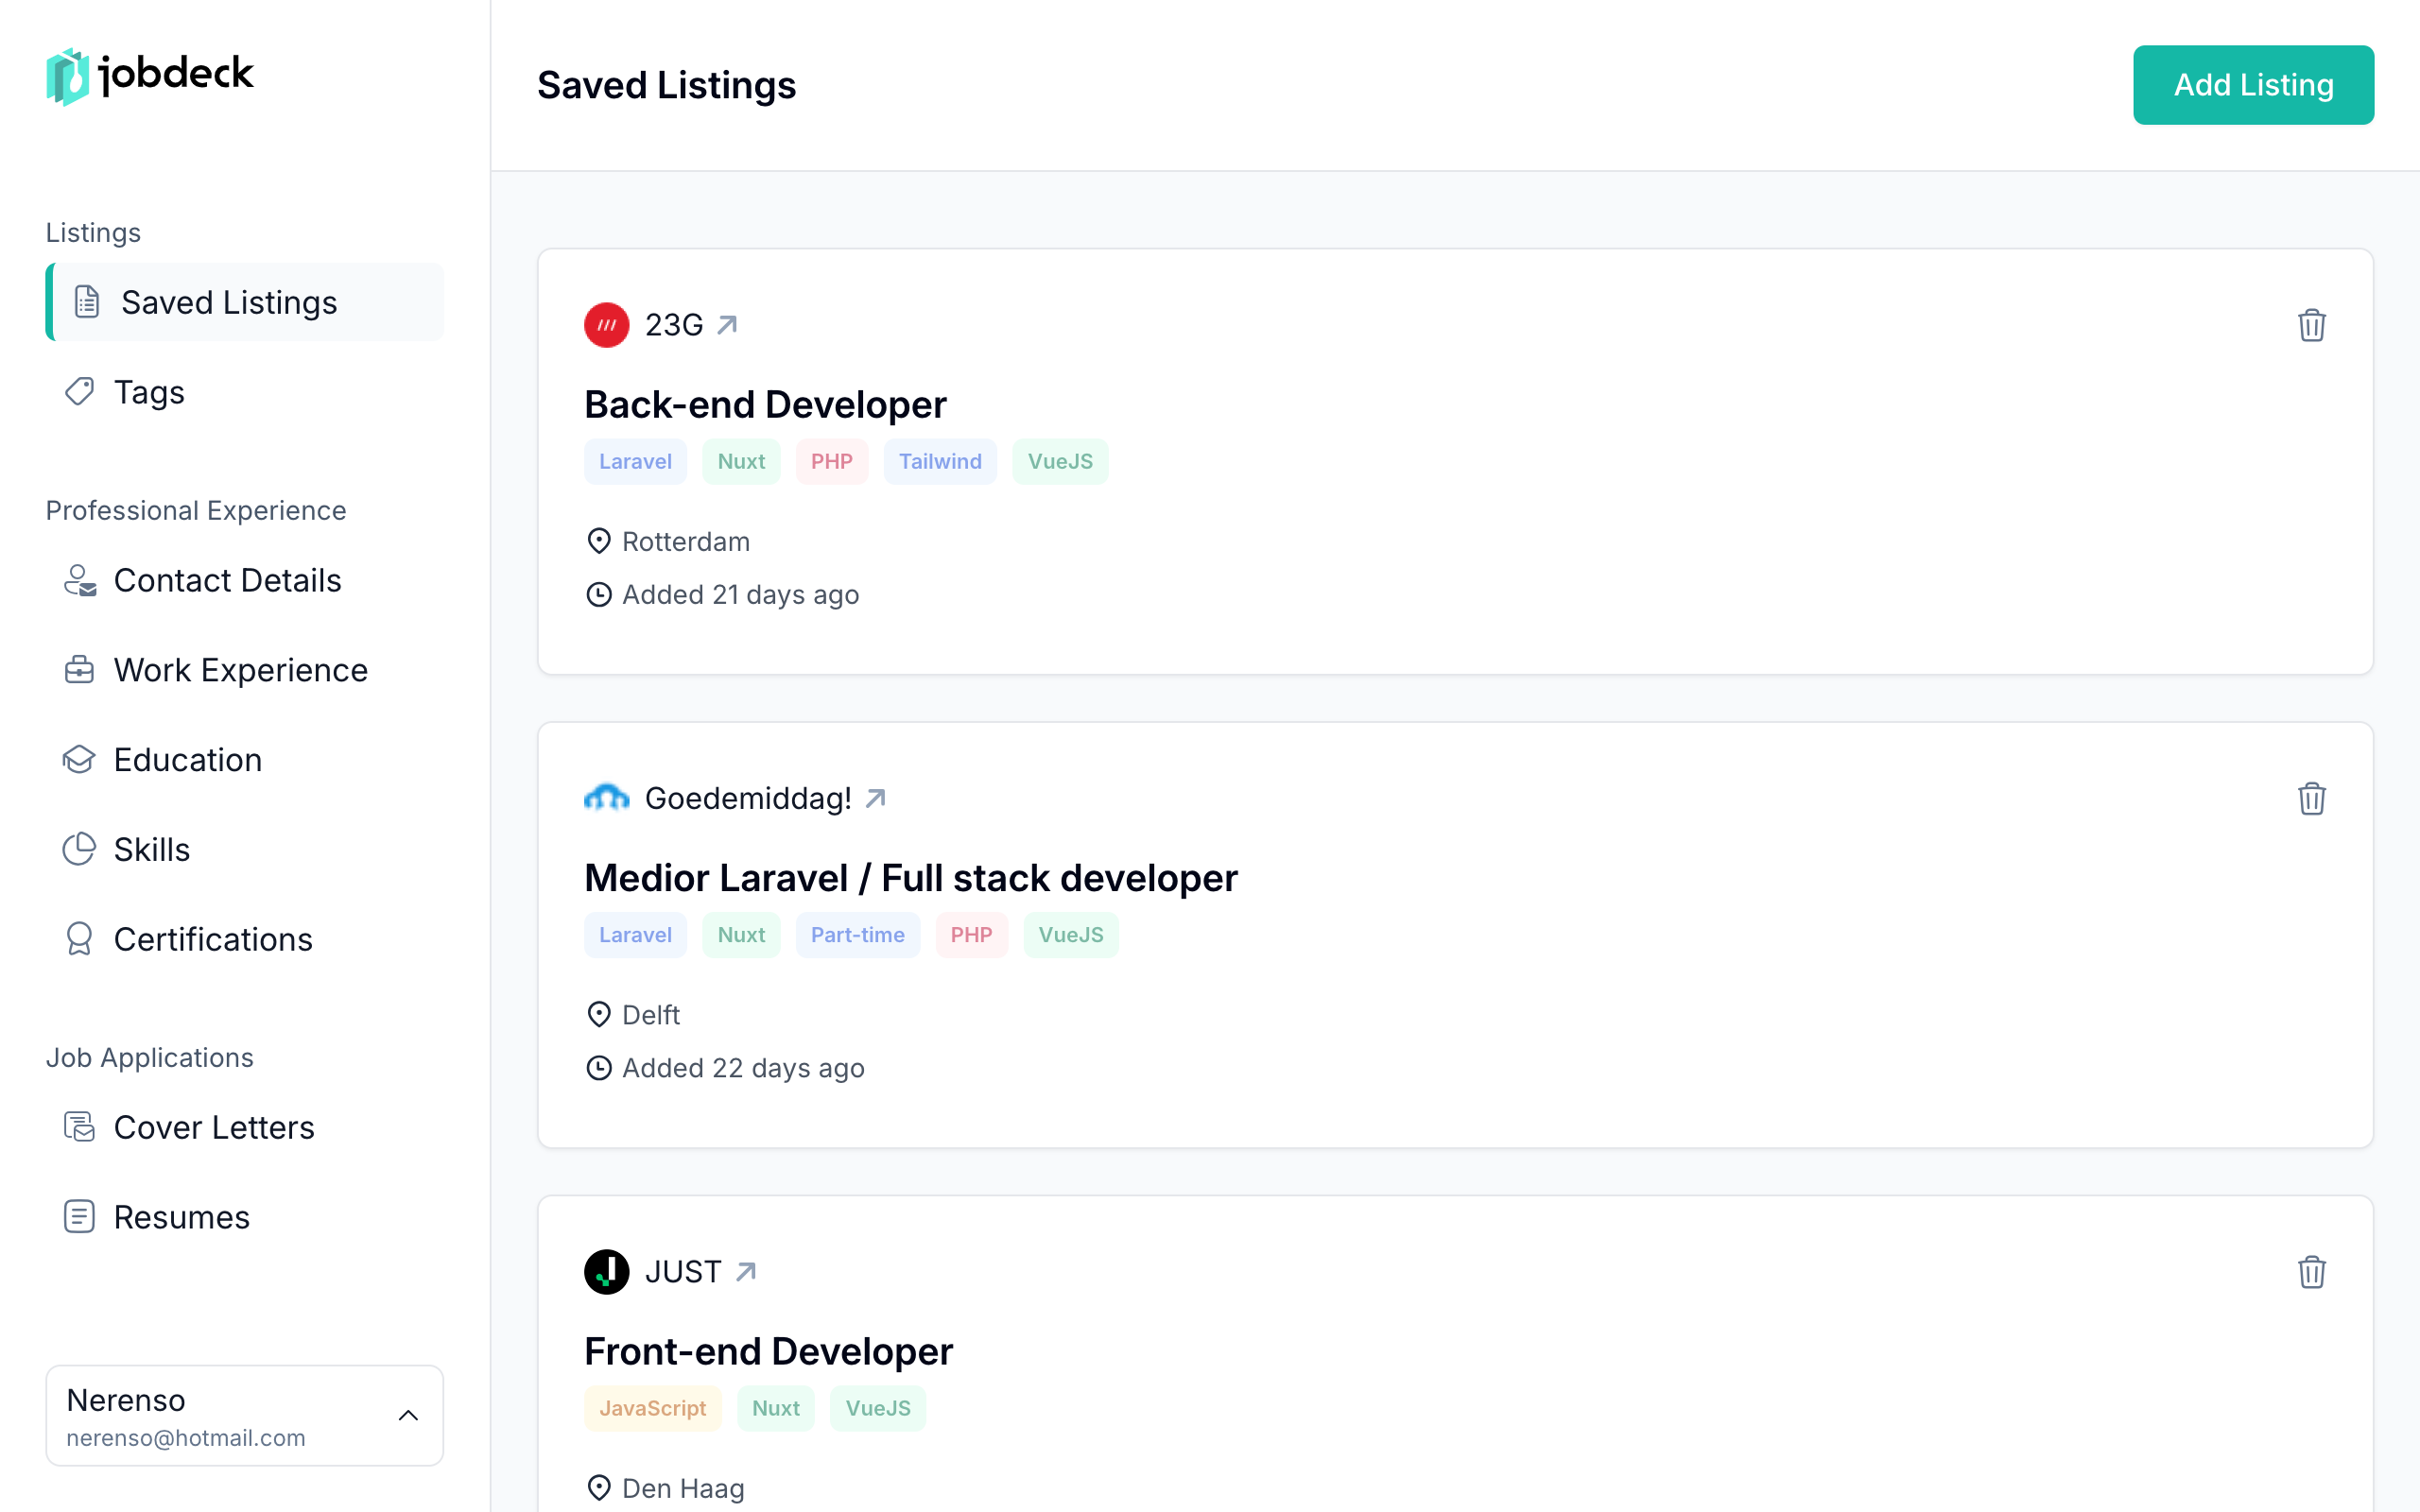 jobdeck
Listings
Saved Listings
Tags
Professional Experience
Contact Details
Work Experience
Education
Skills
Certifications
Job Applications
Cover Letters
Resumes
Nerenso
nerenso@hotmail.com
Saved Listings
Add Listing
23G
Back-end Developer
Laravel Nuxt PHP Tailwind VueJS
Rotterdam
Added 21 days ago
Goedemiddag!
Medior Laravel / Full stack developer
Laravel Nuxt Part-time PHP VueJS
Delft
Added 22 days ago
JUST
Front-end Developer
JavaScript Nuxt VueJS
Den Haag